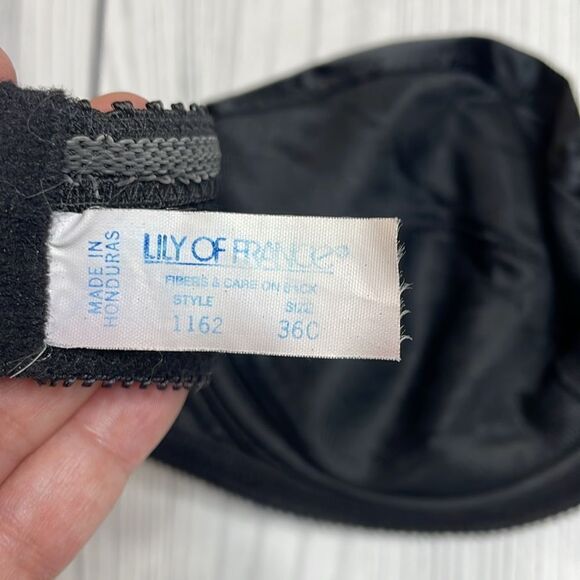 MADE IN
HONDURAS
LILY OF FRANCE®
FIBERS & CARE ON BACK
STYLE SIZE
1162 36C